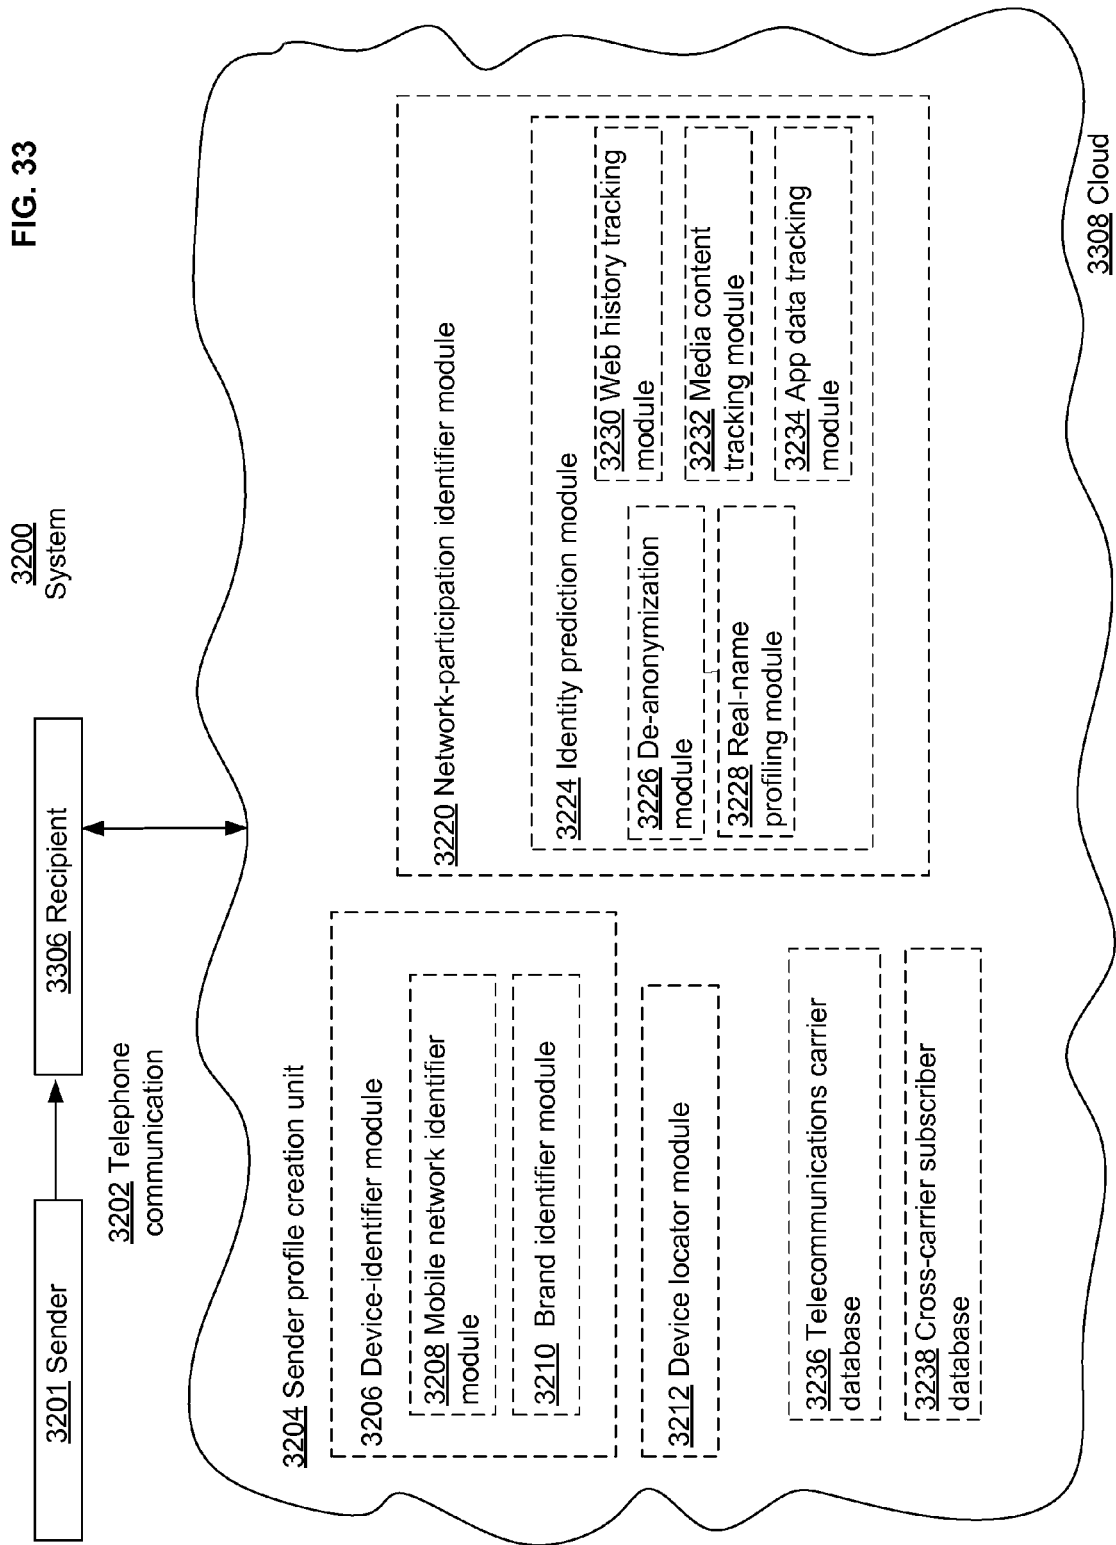 FIG. 33
3200
System
3201 Sender
3306 Recipient
3202 Telephone
communication
3204 Sender profile creation unit
3206 Device-identifier module
3208 Mobile network identifier
module
3210 Brand identifier module
3212 Device locator module
3236 Telecommunications carrier
database
3238 Cross-carrier subscriber
database
3220 Network-participation identifier module
3224 Identity prediction module
3226 De-anonymization
module
3228 Real-name
profiling module
3230 Web history tracking
module
3232 Media content
tracking module
3234 App data tracking
module
3308 Cloud